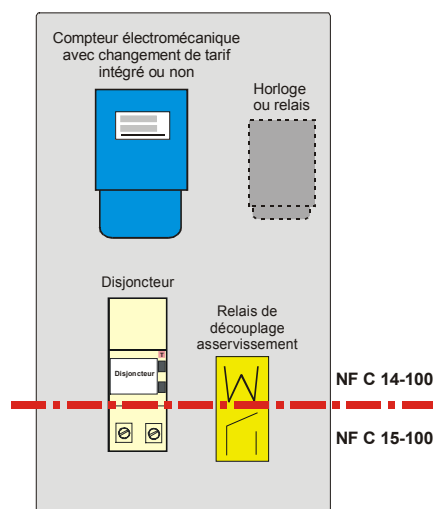 Compteur électromécanique
avec changement de tarif
intégré ou non
Horloge
ou relais
Disjoncteur
Relais de
découplage
asservissement
T
Disjoncteur
NF C 14-100
NF C 15-100